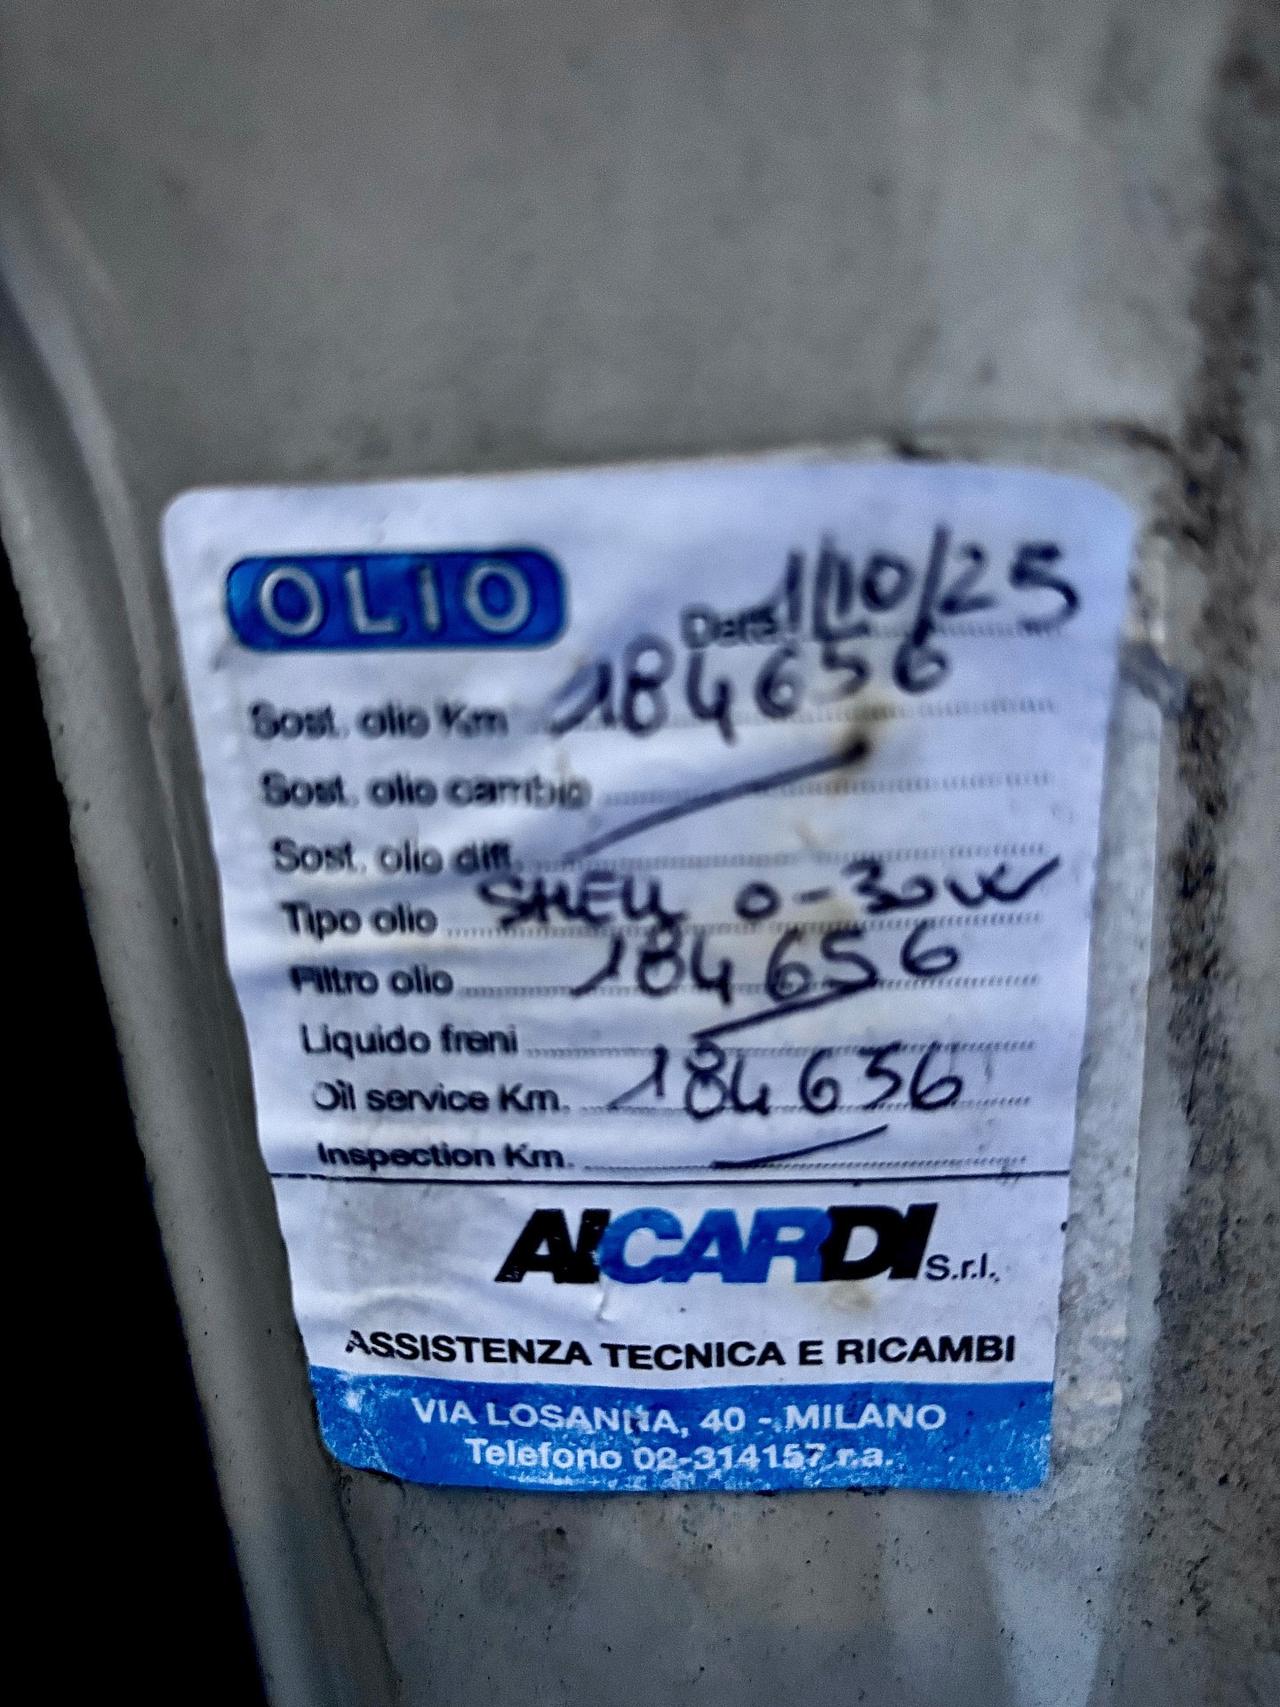 OLIO Data 1/10/25
Sost. olio Km 184656
Sost. olio cambio
Sost. olio diff.
Tipo olio SHELL 0-30W
Filtro olio 184656
Liquido freni
Oil service Km. 184656
Inspection Km.
AICARDI S.r.l.
ASSISTENZA TECNICA E RICAMBI
VIA LOSANNA, 40 - MILANO
Telefono 02-314157 r.a.